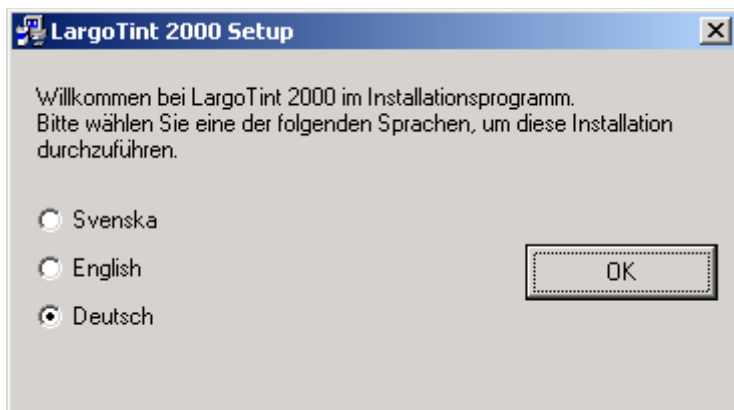 LargoTint 2000 Setup
Willkommen bei LargoTint 2000 im Installationsprogramm.
Bitte wählen Sie eine der folgenden Sprachen, um diese Installation
durchzuführen.
Svenska
English
OK
Deutsch